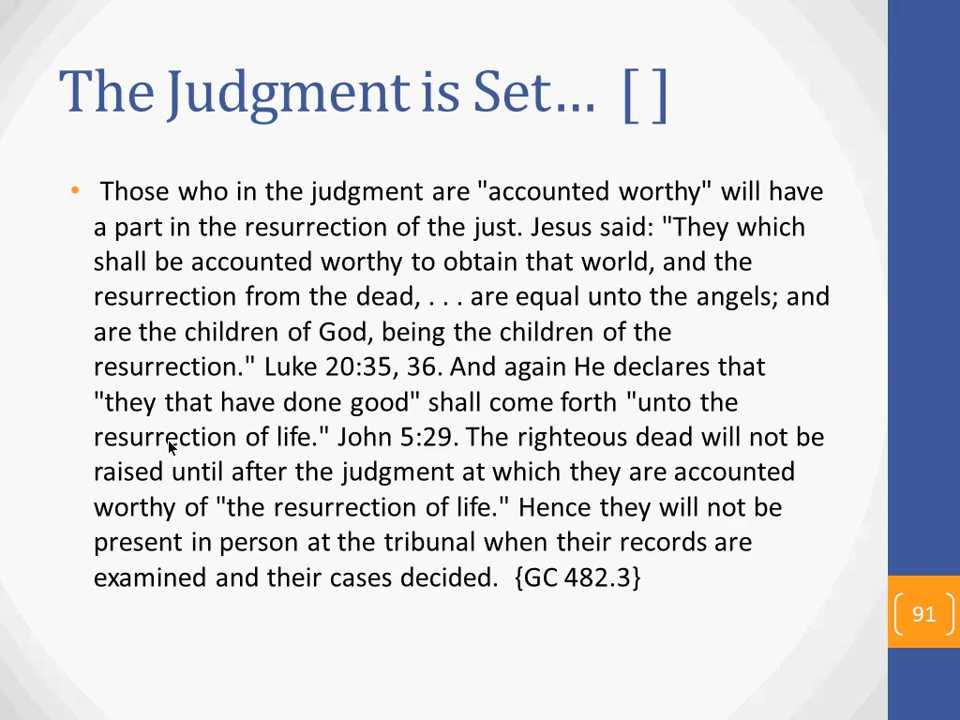 The Judgment is Set… [ ]
• Those who in the judgment are "accounted worthy" will have
a part in the resurrection of the just. Jesus said: "They which
shall be accounted worthy to obtain that world, and the
resurrection from the dead, . . . are equal unto the angels; and
are the children of God, being the children of the
resurrection." Luke 20:35, 36. And again He declares that
"they that have done good" shall come forth "unto the
resurrection of life." John 5:29. The righteous dead will not be
raised until after the judgment at which they are accounted
worthy of "the resurrection of life." Hence they will not be
present in person at the tribunal when their records are
examined and their cases decided. {GC 482.3}
91